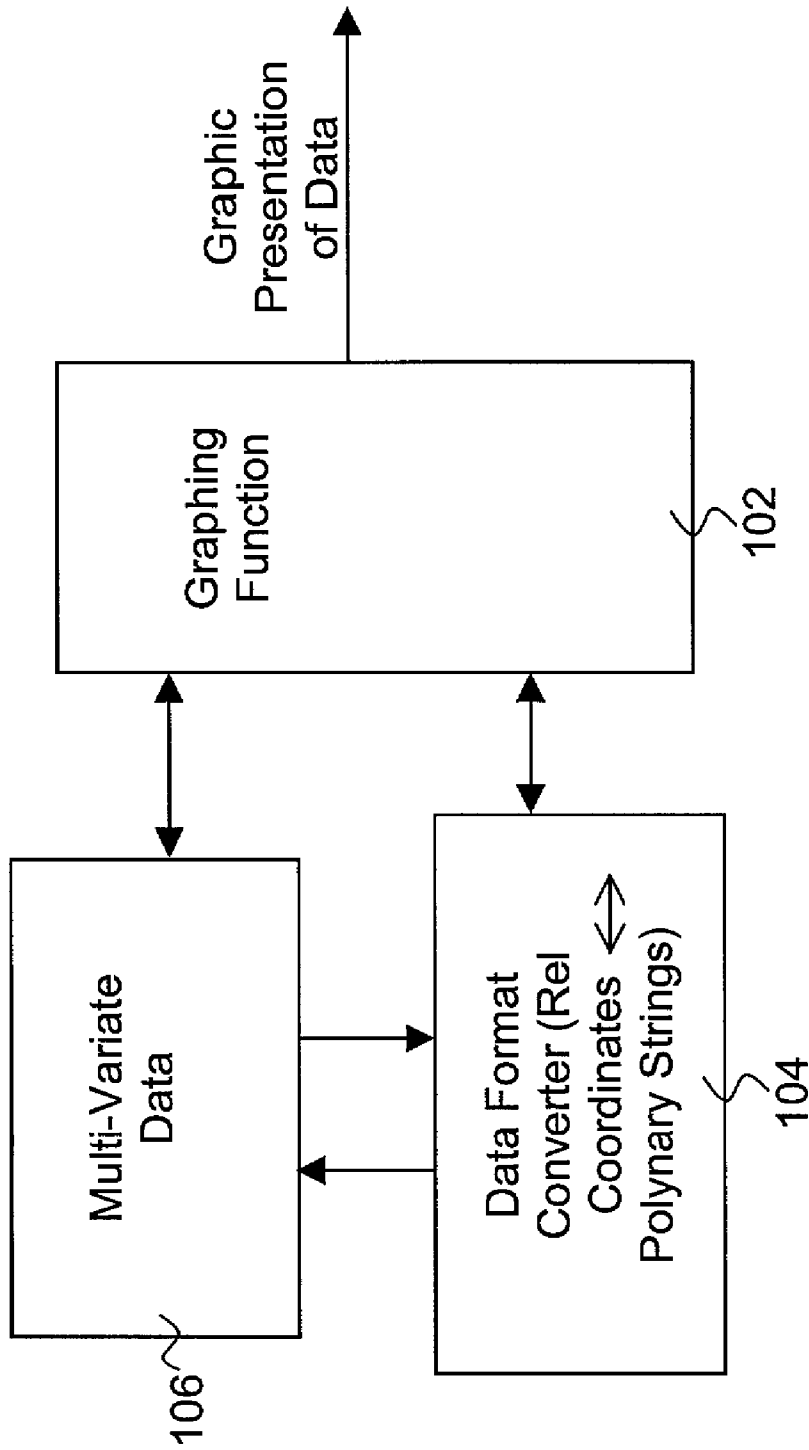 Multi-Variate
Data
106
Data Format
Converter (Rel
Coordinates <->
Polynary Strings)
104
Graphing
Function
102
Graphic
Presentation
of Data